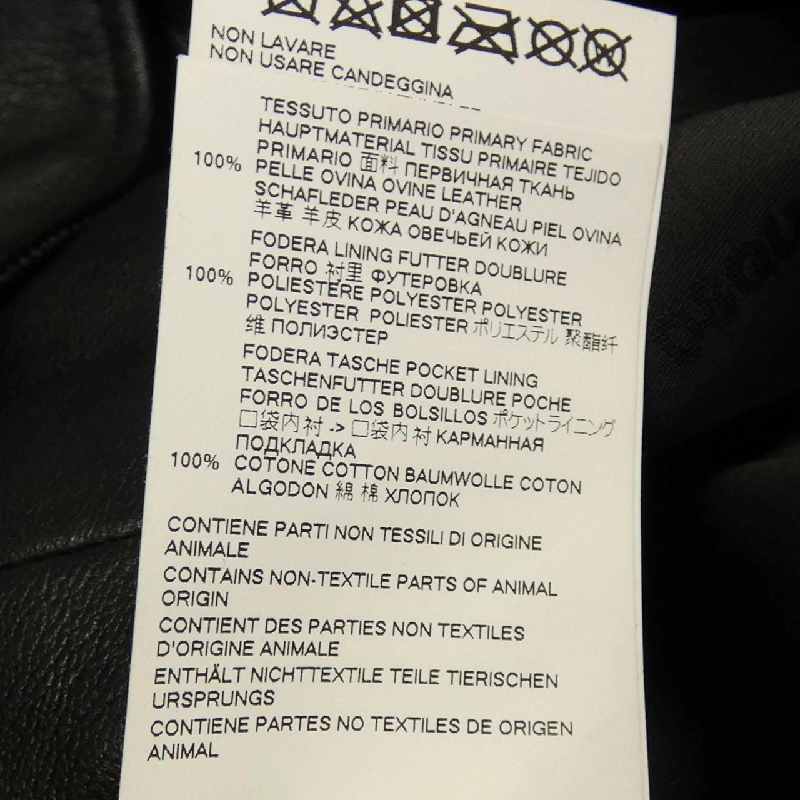 NON LAVARE
NON USARE CANDEGGINA
TESSUTO PRIMARIO PRIMARY FABRIC
HAUPTMATERIAL TISSU PRIMAIRE TEJIDO
PRIMARIO 面料 ПЕРВИЧНАЯ ТКАНЬ
100% PELLE OVINA OVINE LEATHER
SCHAFLEDER PEAU D'AGNEAU PIEL OVINA
羊革 羊皮 КОЖА ОВЕЧЬЕЙ КОЖИ
FODERA LINING FUTTER DOUBLURE
FORRO 衬里 ФУТЕРОВКА
100% POLIESTERE POLYESTER POLYESTER
POLYESTER POLIESTER ポリエステル 聚酯纤
维 ПОЛИЭСТЕР
FODERA TASCHE POCKET LINING
TASCHENFUTTER DOUBLURE POCHE
FORRO DE LOS BOLSILLOS ポケットライニング
口袋内衬 -> 口袋内衬 КАРМАННАЯ
ПОДКЛАДКА
100% COTONE COTTON BAUMWOLLE COTON
ALGODON 綿 棉 ХЛОПОК
CONTIENE PARTI NON TESSILI DI ORIGINE
ANIMALE
CONTAINS NON-TEXTILE PARTS OF ANIMAL
ORIGIN
CONTIENT DES PARTIES NON TEXTILES
D'ORIGINE ANIMALE
ENTHÄLT NICHTTEXTILE TEILE TIERISCHEN
URSPRUNGS
CONTIENE PARTES NO TEXTILES DE ORIGEN
ANIMAL